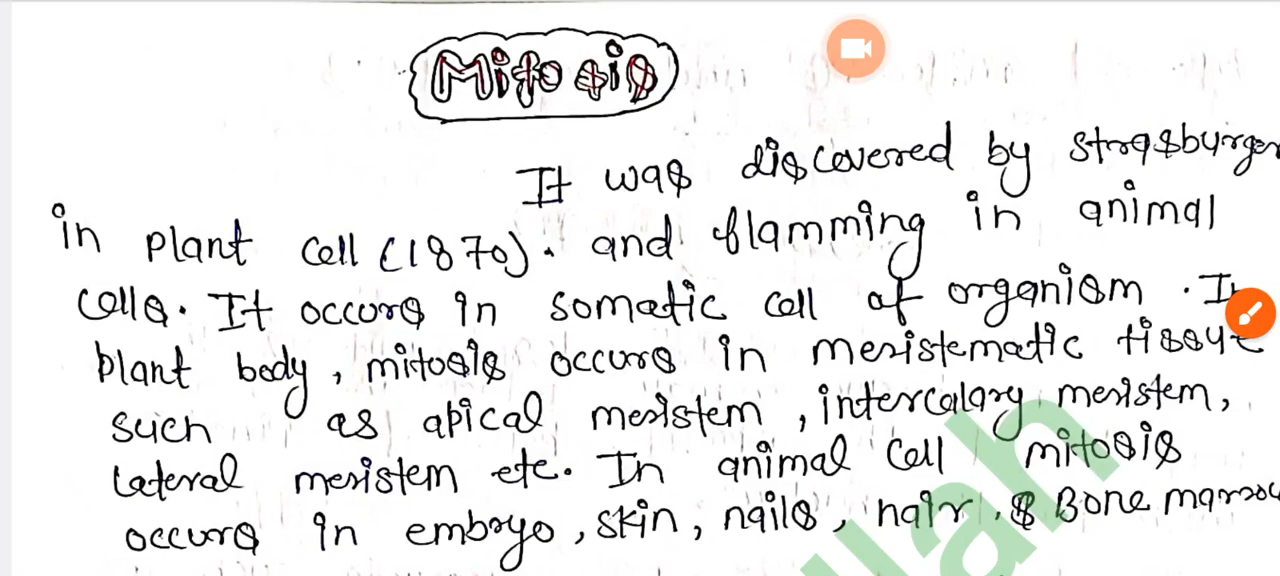 Mitosis
It was discovered by strasburger
in plant cell (1870). and flamming in animal
cells. It occurs in somatic cell of organism. In
plant body, mitosis occurs in meristematic tissue
such as apical meristem, intercalary meristem,
lateral meristem etc. In animal cell mitosis
occurs in embryo, skin, nails, hair. & Bone marrow